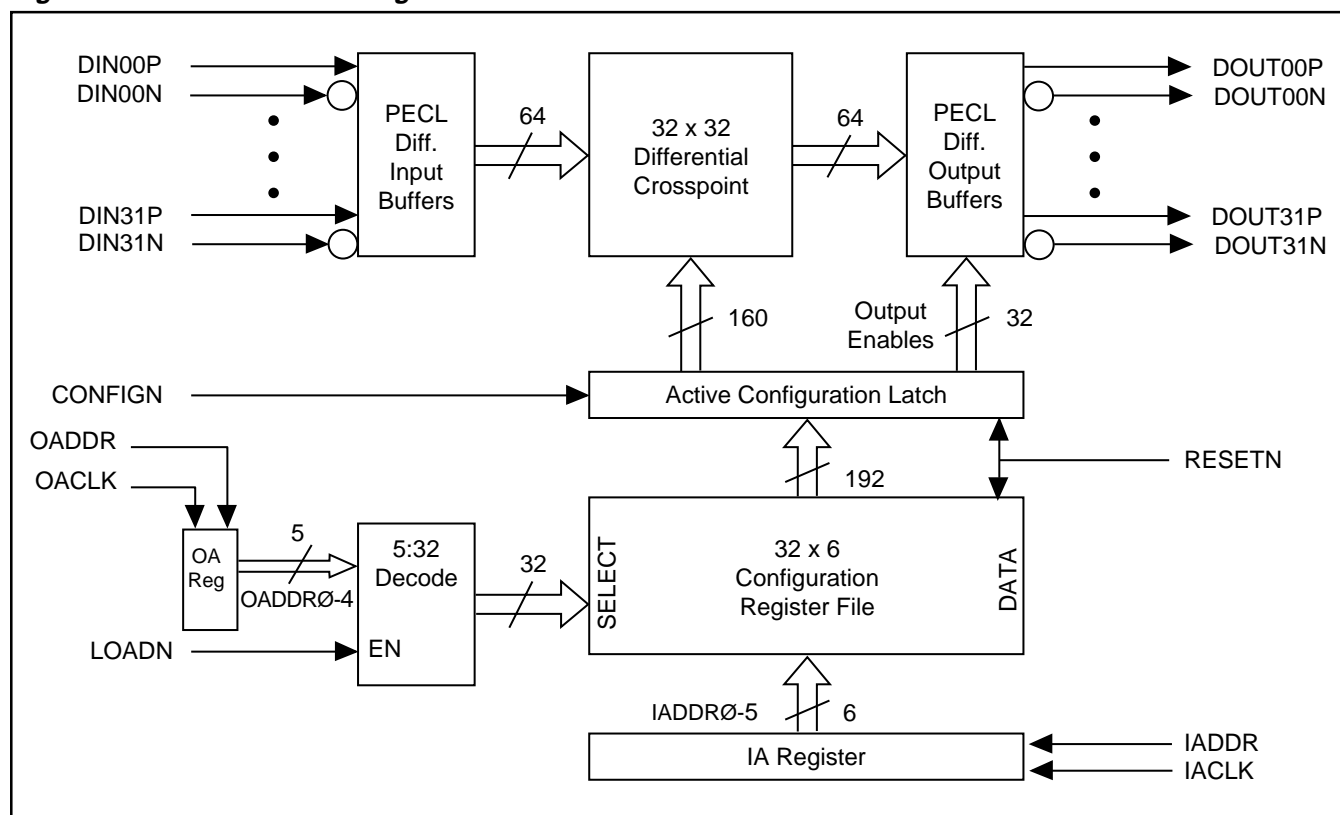 DIN00P
DIN00N
DIN31P
DIN31N
PECL
Diff.
Input
Buffers
64
32 x 32
Differential
Crosspoint
64
PECL
Diff.
Output
Buffers
DOUT00P
DOUT00N
DOUT31P
DOUT31N
160
Output
Enables
32
CONFIGN
Active Configuration Latch
OADDR
OACLK
RESETN
192
OA
Reg
5
OADDRØ-4
5:32
Decode
EN
32
SELECT
32 x 6
Configuration
Register File
DATA
LOADN
IADDRØ-5
6
IA Register
IADDR
IACLK